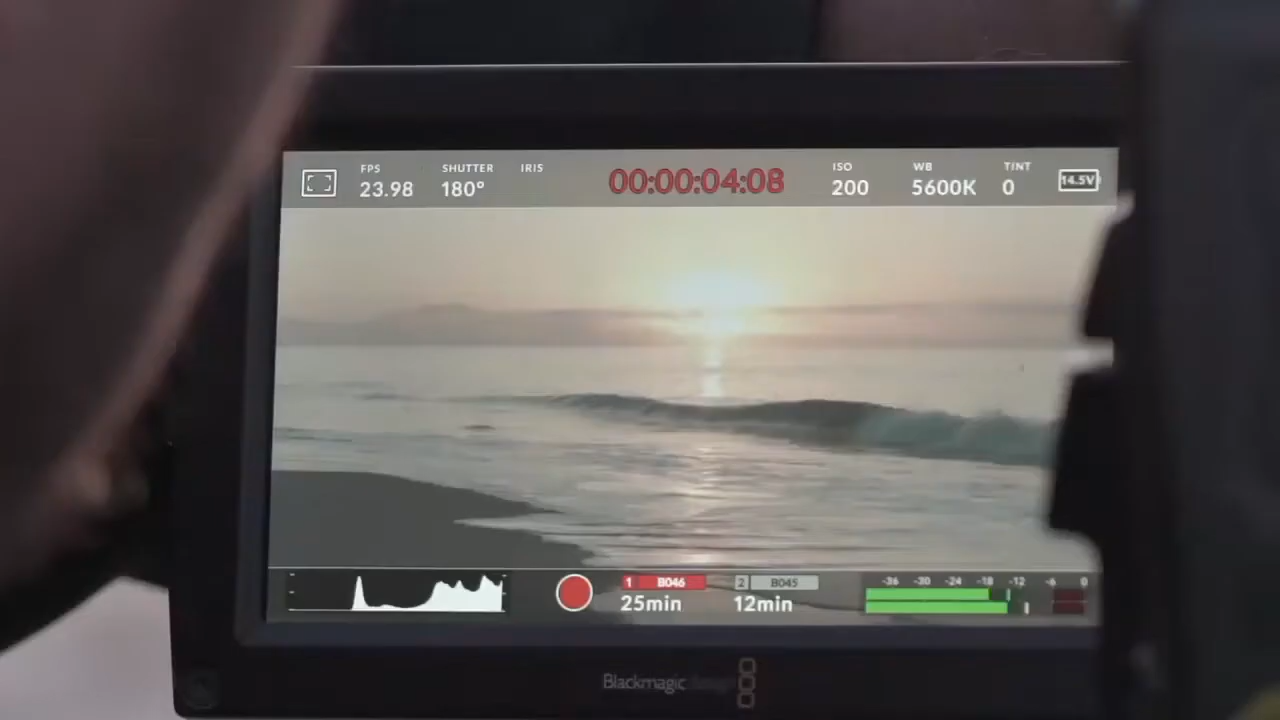 FPS SHUTTER IRIS ISO WB TINT
23.98 180° 00:00:04:08 200 5600K 0 14.5V
-36 -30 -24 -18 -12 -6 0
1 B046 2 B045
25min 12min
Blackmagic